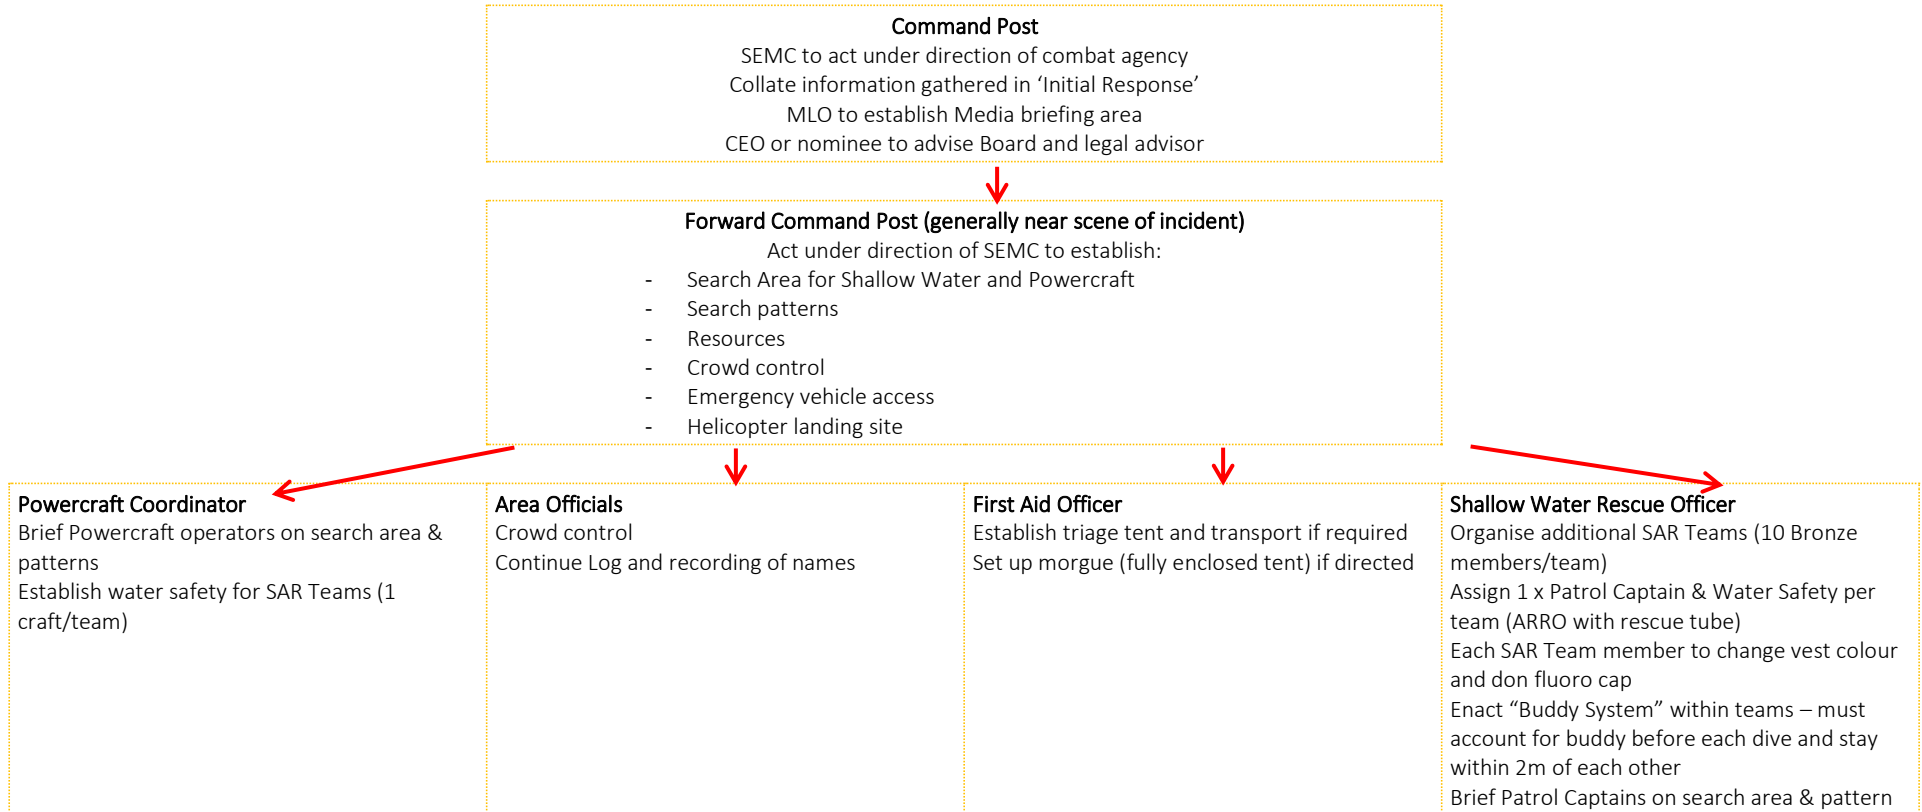 Command Post
SEMC to act under direction of combat agency
Collate information gathered in ‘Initial Response’
MLO to establish Media briefing area
CEO or nominee to advise Board and legal advisor
Forward Command Post (generally near scene of incident)
Act under direction of SEMC to establish:
- Search Area for Shallow Water and Powercraft
- Search patterns
- Resources
- Crowd control
- Emergency vehicle access
- Helicopter landing site
Powercraft Coordinator
Brief Powercraft operators on search area &
patterns
Establish water safety for SAR Teams (1
craft/team)
Area Officials
Crowd control
Continue Log and recording of names
First Aid Officer
Establish triage tent and transport if required
Set up morgue (fully enclosed tent) if directed
Shallow Water Rescue Officer
Organise additional SAR Teams (10 Bronze
members/team)
Assign 1 x Patrol Captain & Water Safety per
team (ARRO with rescue tube)
Each SAR Team member to change vest colour
and don fluoro cap
Enact “Buddy System” within teams – must
account for buddy before each dive and stay
within 2m of each other
Brief Patrol Captains on search area & pattern